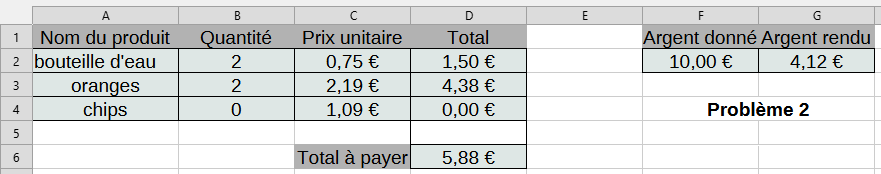 A B C D E F G
1 Nom du produit Quantité Prix unitaire Total Argent donné Argent rendu
2 bouteille d'eau 2 0,75 € 1,50 € 10,00 € 4,12 €
3 oranges 2 2,19 € 4,38 €
4 chips 0 1,09 € 0,00 € Problème 2
5
6 Total à payer 5,88 €